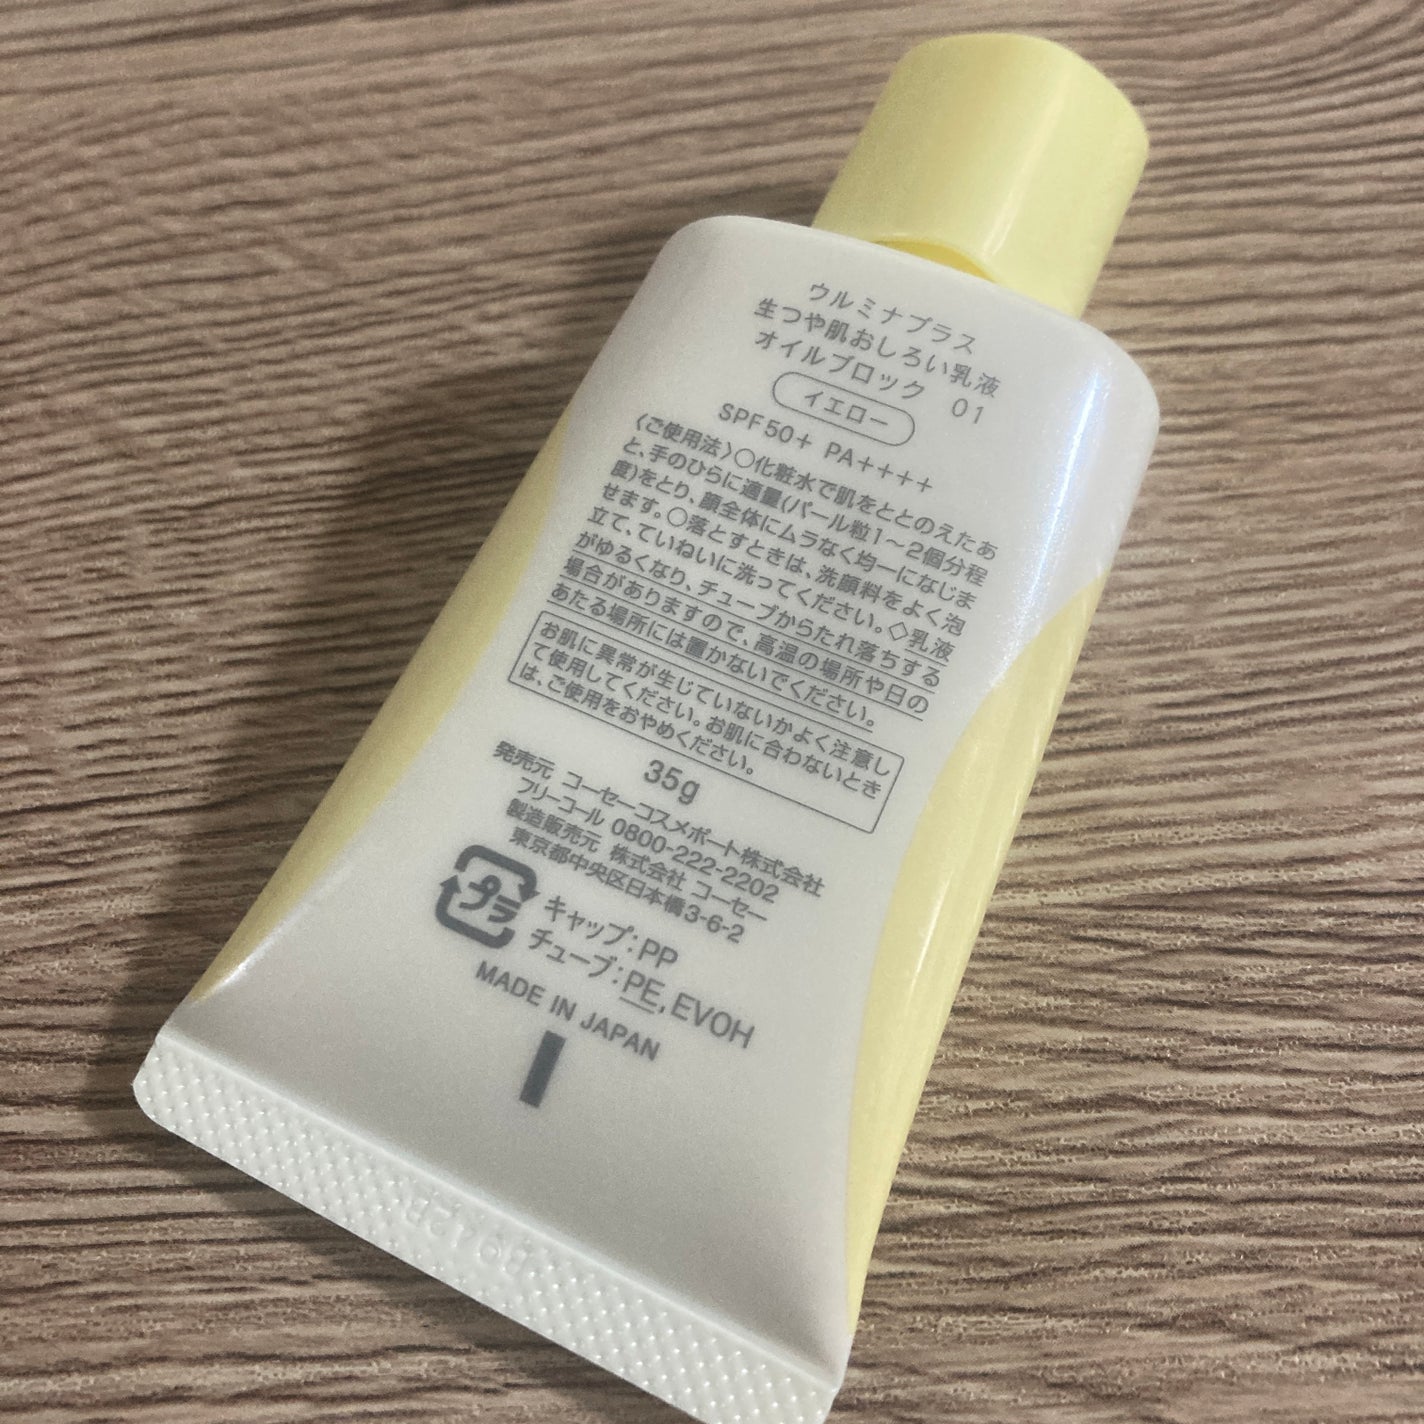 ウルミナプラス
生つや肌おしろい乳液
オイルブロック 01
イエロー
SPF50+ PA++++
〈ご使用法〉○化粧水で肌をととのえたあ
と、手のひらに適量(パール粒1〜2個分程
度)をとり、顔全体にムラなく均一になじま
せます。○落とすときは、洗顔料をよく泡
立て、ていねいに洗ってください。◇乳液
がゆるくなり、チューブからたれ落ちする
場合がありますので、高温の場所や日の
あたる場所には置かないでください。
お肌に異常が生じていないかよく注意し
て使用してください。お肌に合わないとき
は、ご使用をおやめください。
35g
発売元 コーセーコスメポート株式会社
フリーコール 0800-222-2202
製造販売元 株式会社 コーセー
東京都中央区日本橋3-6-2
プラ
キャップ:PP
チューブ:PE,EVOH
MADE IN JAPAN